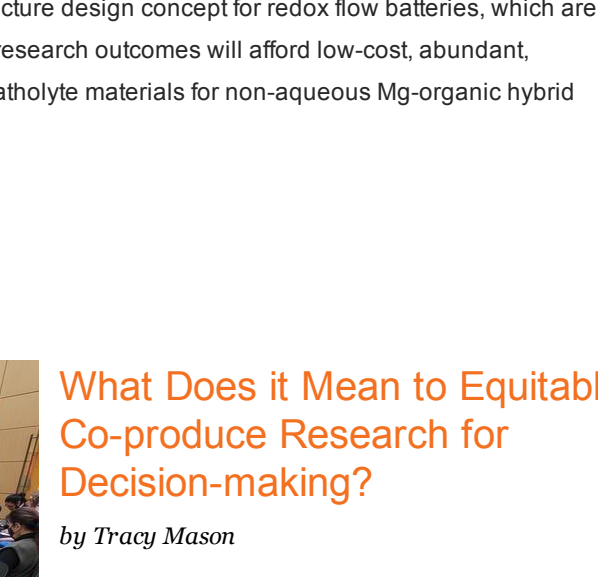 cture design concept for redox flow batteries, which are
research outcomes will afford low-cost, abundant,
atholyte materials for non-aqueous Mg-organic hybrid
What Does it Mean to Equitabl
Co-produce Research for
Decision-making?
by Tracy Mason